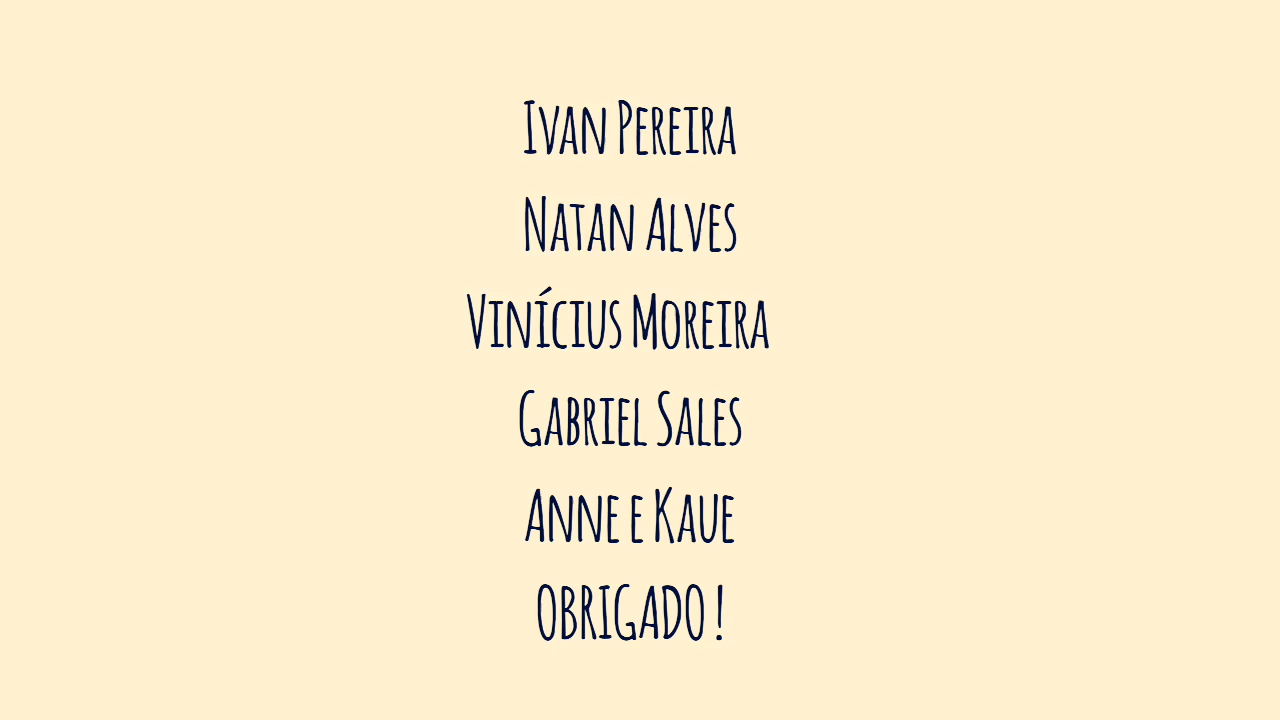 Ivan Pereira
Natan Alves
Vinícius Moreira
Gabriel Sales
Anne e Kaue
OBRIGADO !